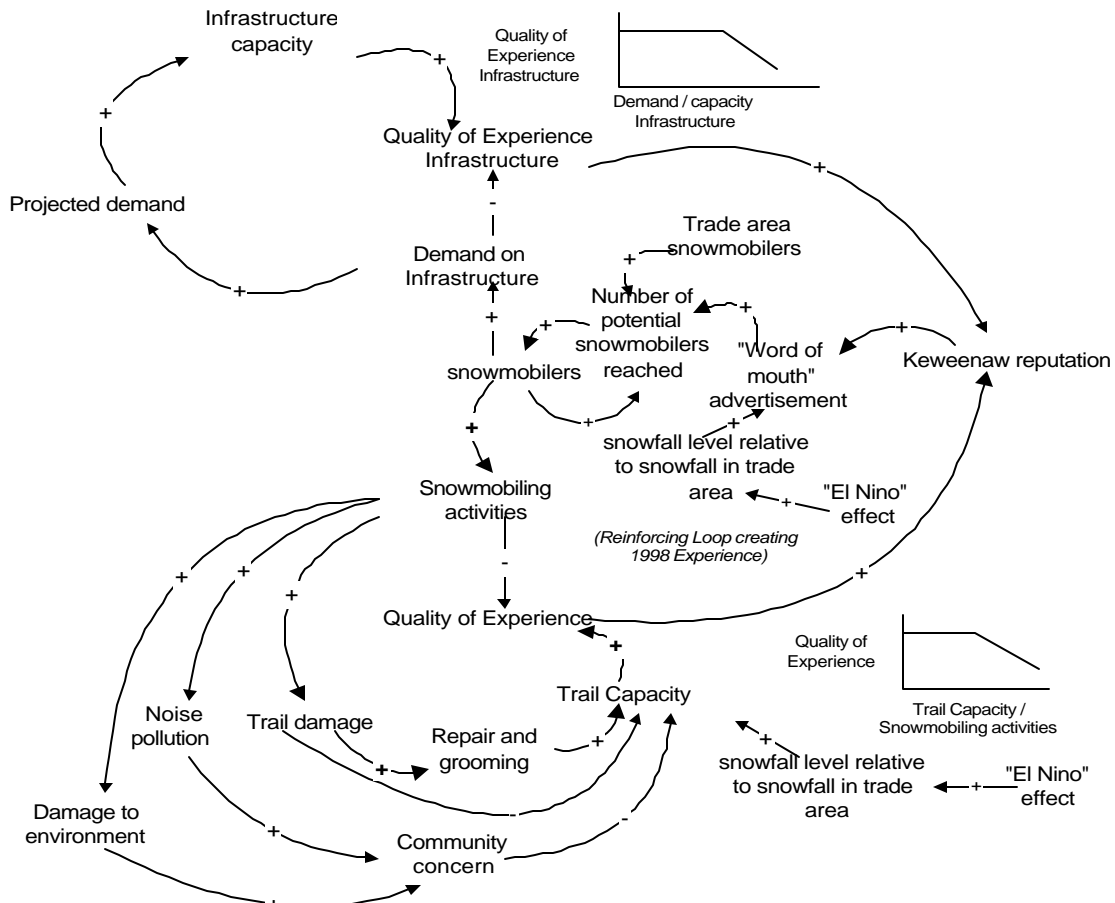 Infrastructure
capacity
+
Quality of
Experience
Infrastructure
Demand / capacity
Infrastructure
+
Quality of Experience
Infrastructure
+
Projected demand
-
Trade area
snowmobilers
+
Demand on
Infrastructure
+
+
Number of
potential
snowmobilers
reached
+
+
snowmobilers
+
"Word of
mouth"
advertisement
+
Keweenaw reputation
+
+
+
snowfall level relative
to snowfall in trade
area
+
"El Nino"
effect
Snowmobiling
activities
(Reinforcing Loop creating
1998 Experience)
-
+
+
+
+
Quality of Experience
+
Quality of
Experience
Trail Capacity /
Snowmobiling activities
Trail Capacity
Noise
pollution
Trail damage
+
Repair and
grooming
+
-
+
snowfall level relative
to snowfall in trade
area
+
"El Nino"
effect
Damage to
environment
+
Community
concern
-
+